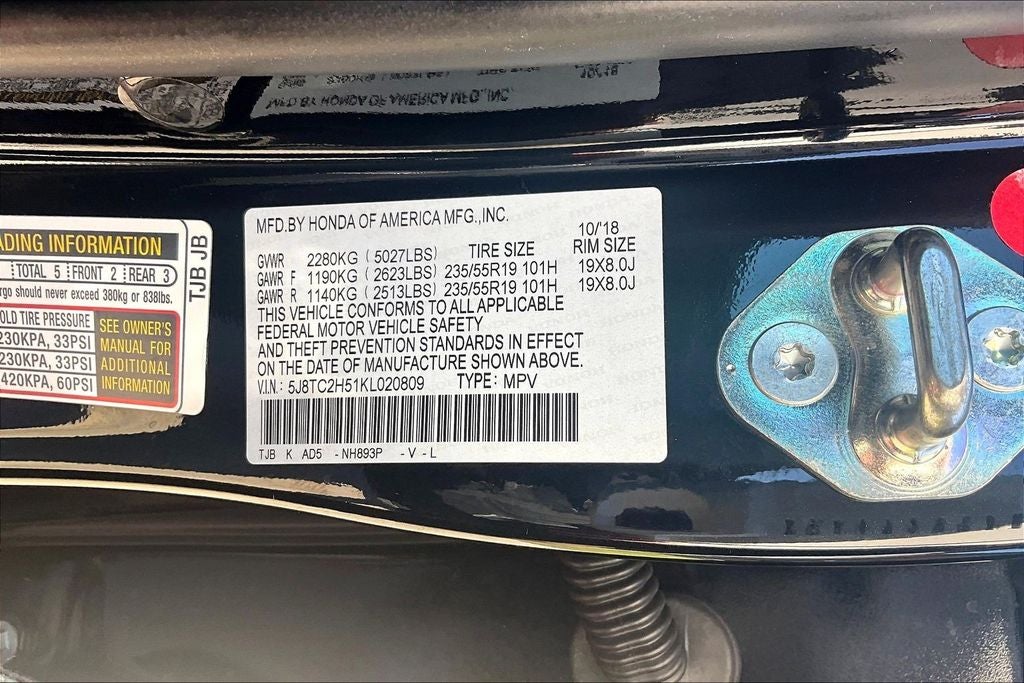 MFD BY HONDA OF AMERICA MFG.,INC.
10/'18
ADING INFORMATION
TOTAL 5 FRONT 2 REAR 3
rgo should never exceed 380kg or 838lbs.
OLD TIRE PRESSURE
230KPA, 33PSI
230KPA, 33PSI
420KPA, 60PSI
SEE OWNER'S
MANUAL FOR
ADDITIONAL
INFORMATION
TJB JB
MFD.BY HONDA OF AMERICA MFG.,INC. 10/'18
GVWR 2280KG ( 5027LBS) TIRE SIZE RIM SIZE
GAWR F 1190KG ( 2623LBS) 235/55R19 101H 19X8.0J
GAWR R 1140KG ( 2513LBS) 235/55R19 101H 19X8.0J
THIS VEHICLE CONFORMS TO ALL APPLICABLE
FEDERAL MOTOR VEHICLE SAFETY
AND THEFT PREVENTION STANDARDS IN EFFECT
ON THE DATE OF MANUFACTURE SHOWN ABOVE.
V.I.N.: 5J8TC2H51KL020809 TYPE: MPV
TJB K AD5 -NH893P -V-L